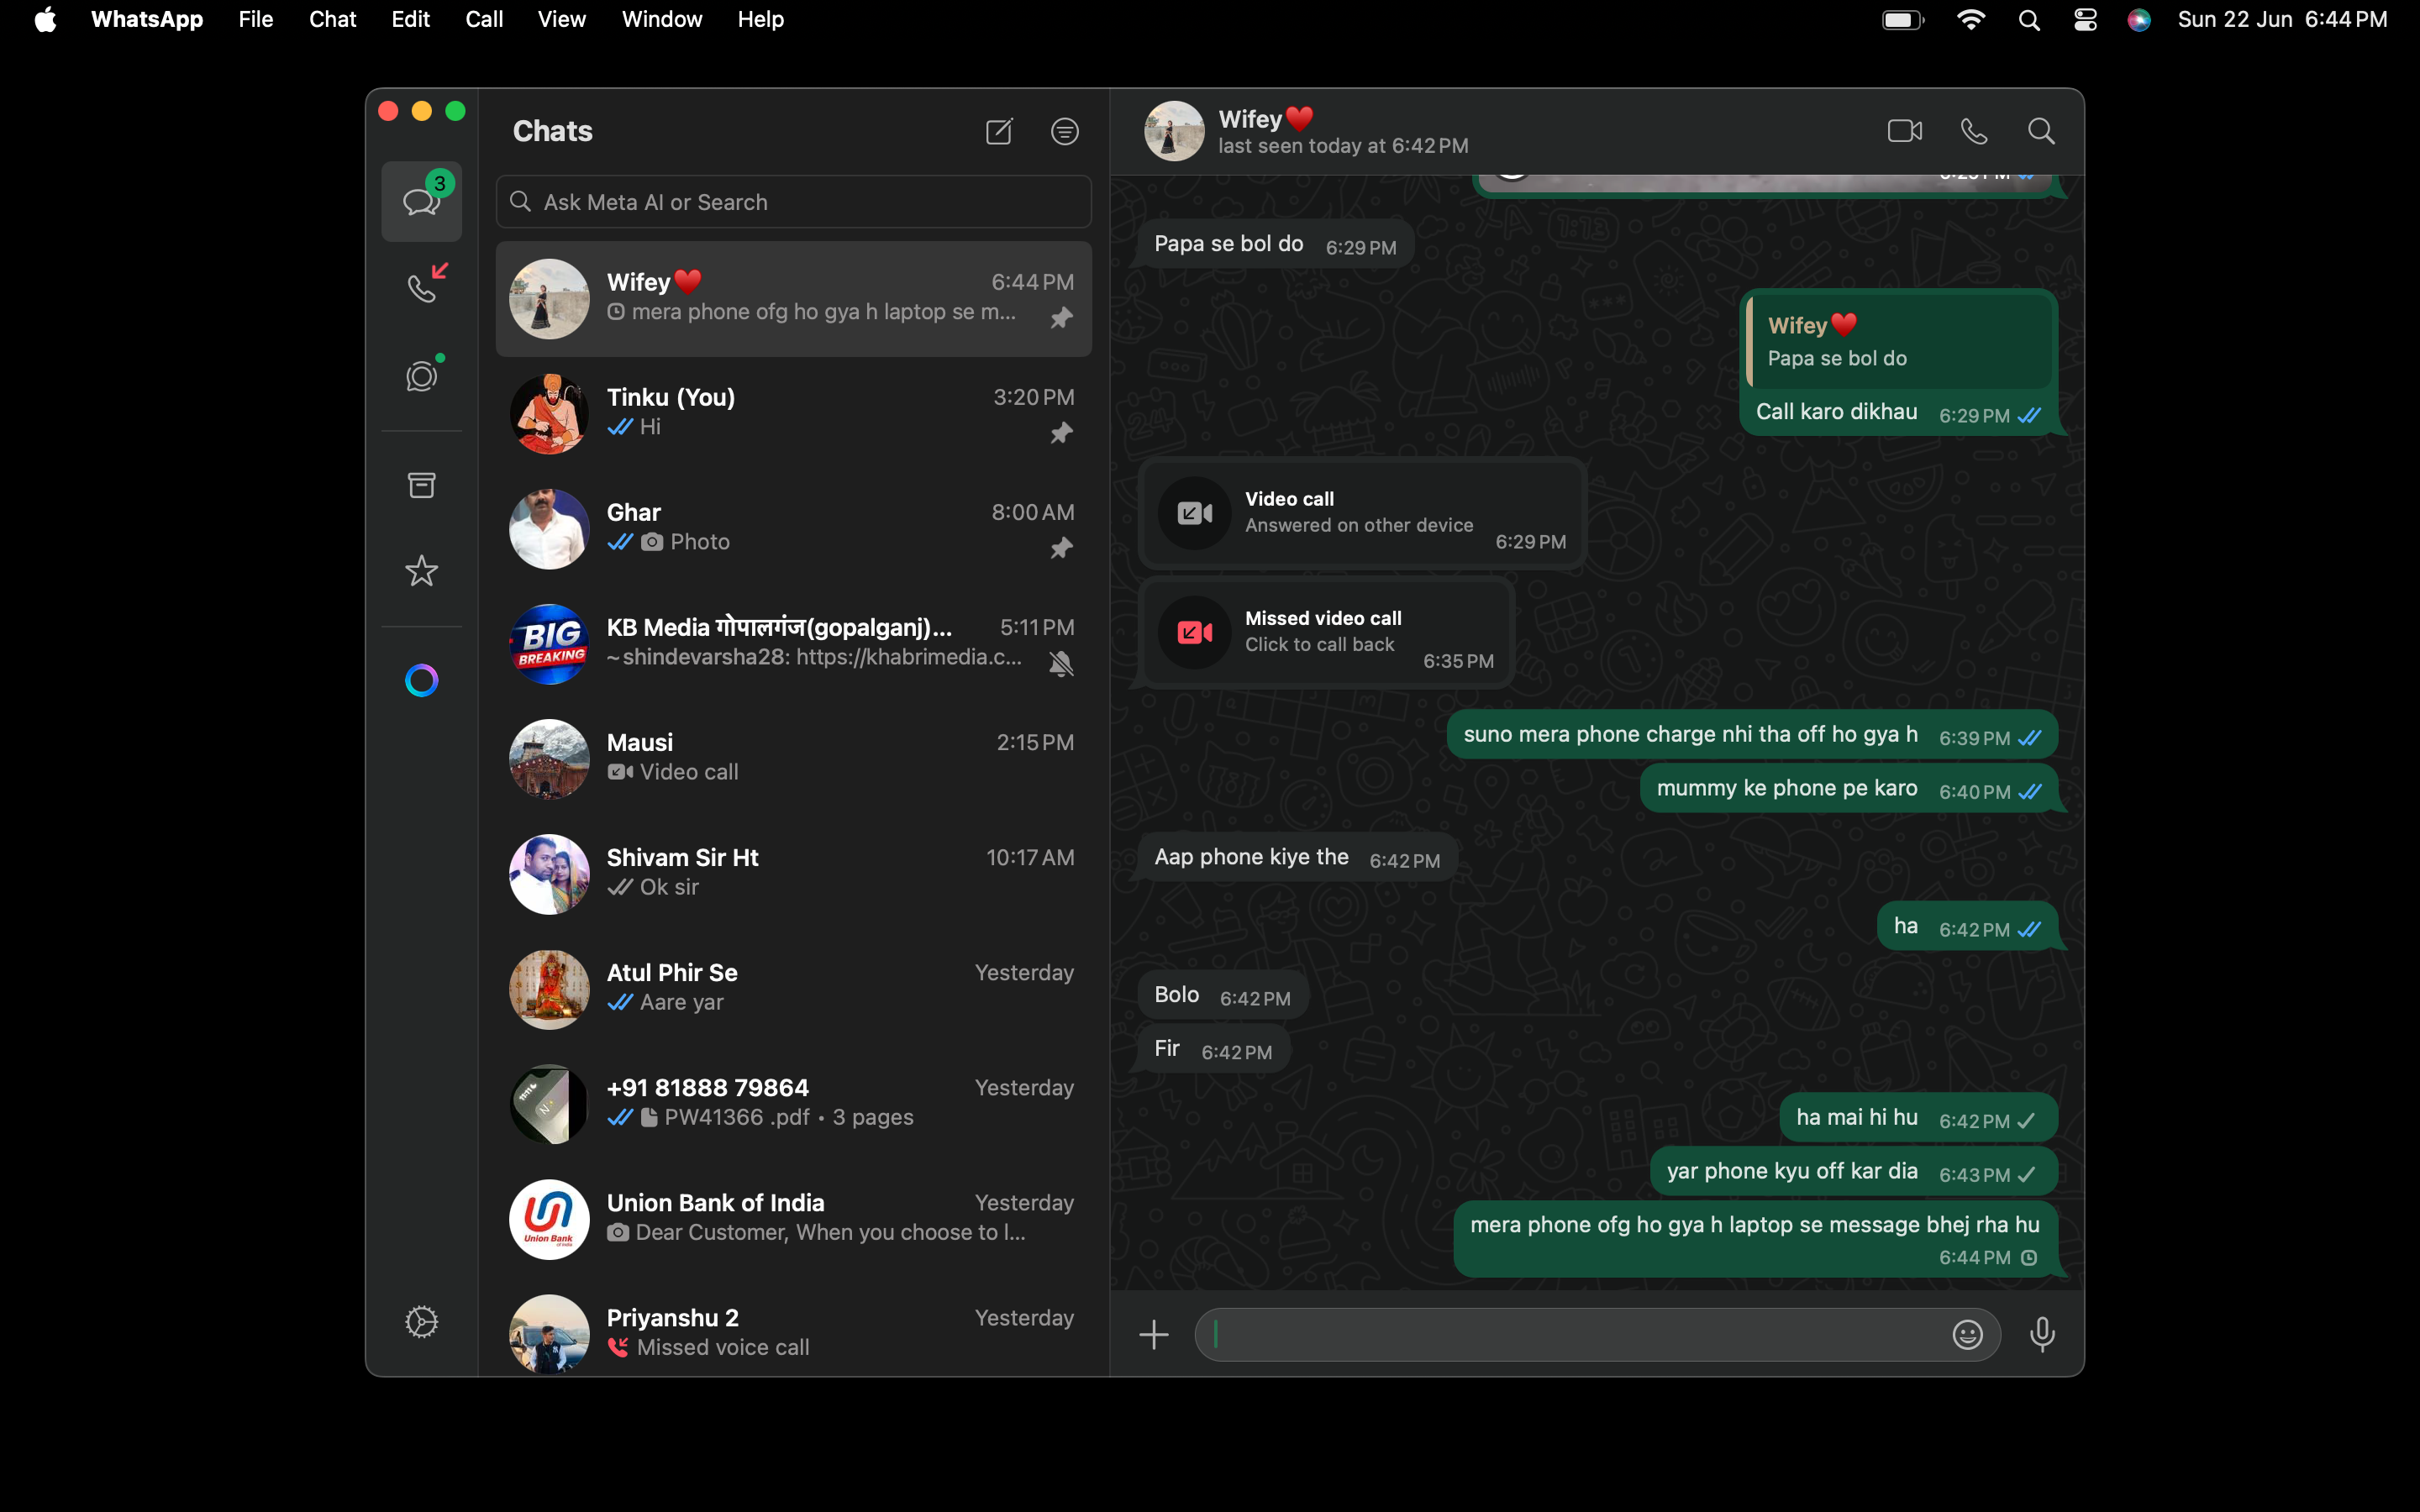 WhatsApp File Chat Edit Call View Window Help
Sun 22 Jun 6:44 PM
3
Chats
Ask Meta AI or Search
Wifey❤️ 6:44 PM
mera phone ofg ho gya h laptop se m...
Tinku (You) 3:20 PM
Hi
Ghar 8:00 AM
Photo
KB Media गोपालगंज(gopalganj)... 5:11 PM
~shindevarsha28: https://khabrimedia.c...
BIG
BREAKING
Mausi 2:15 PM
Video call
Shivam Sir Ht 10:17 AM
Ok sir
Atul Phir Se Yesterday
Aare yar
+91 81888 79864 Yesterday
PW41366 .pdf • 3 pages
Union Bank of India Yesterday
Dear Customer, When you choose to l...
Union Bank
of India
Priyanshu 2 Yesterday
Missed voice call
Wifey❤️
last seen today at 6:42 PM
Papa se bol do 6:29 PM
Wifey❤️
Papa se bol do
Call karo dikhau 6:29 PM
Video call
Answered on other device
6:29 PM
Missed video call
Click to call back
6:35 PM
suno mera phone charge nhi tha off ho gya h 6:39 PM
mummy ke phone pe karo 6:40 PM
Aap phone kiye the 6:42 PM
ha 6:42 PM
Bolo 6:42 PM
Fir 6:42 PM
ha mai hi hu 6:42 PM
yar phone kyu off kar dia 6:43 PM
mera phone ofg ho gya h laptop se message bhej rha hu
6:44 PM